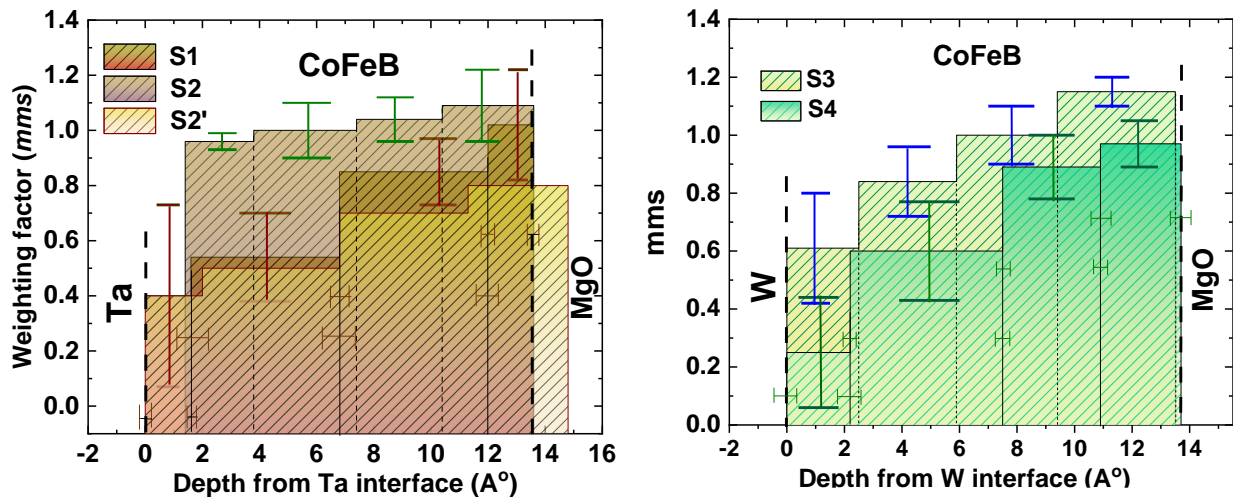 1.4
1.2
1.0
0.8
0.6
0.4
0.2
0.0
Weighting factor (mms)
S1
S2
S2'
CoFeB
Ta
MgO
-2 0 2 4 6 8 10 12 14 16
Depth from Ta interface (A°)
1.4
1.2
1.0
0.8
0.6
0.4
0.2
0.0
mms
CoFeB
S3
S4
W
MgO
-2 0 2 4 6 8 10 12 14
Depth from W interface (A°)